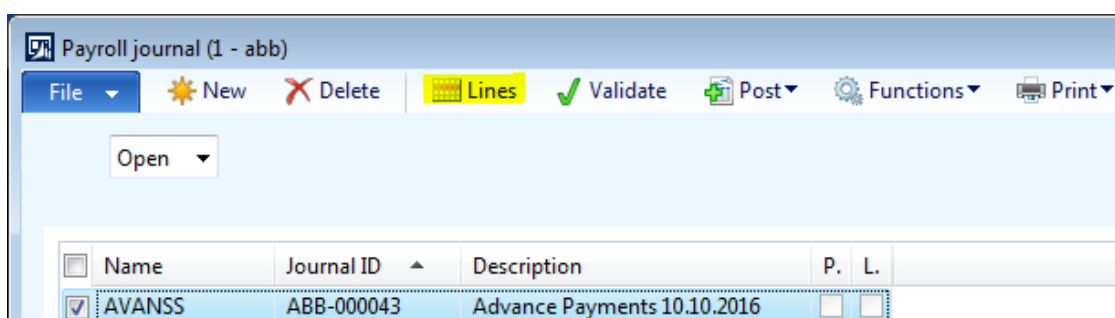 Payroll journal (1 - abb)
File New Delete Lines Validate Post Functions Print
Open
Name Journal ID Description P. L.
AVANSS ABB-000043 Advance Payments 10.10.2016